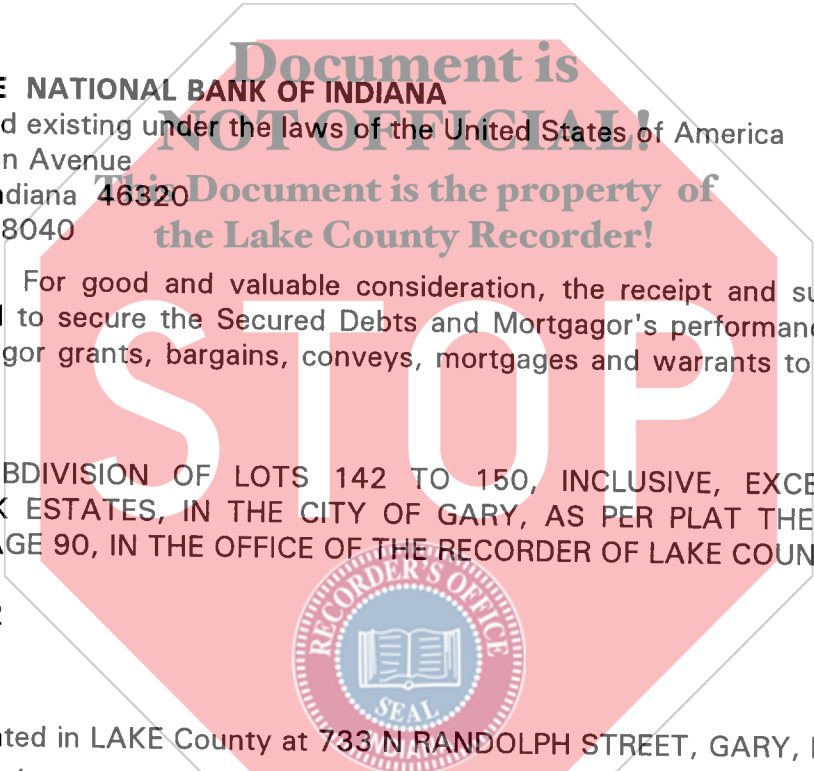 Document is
E NATIONAL BANK OF INDIANA
NOT OFFICIAL!
d existing under the laws of the United States of America
n Avenue
This Document is the property of
ndiana 46320
the Lake County Recorder!
8040
For good and valuable consideration, the receipt and su
to secure the Secured Debts and Mortgagor's performanc
gor grants, bargains, conveys, mortgages and warrants to
STOP
BDIVISION OF LOTS 142 TO 150, INCLUSIVE, EXCE
K ESTATES, IN THE CITY OF GARY, AS PER PLAT THE
AGE 90, IN THE OFFICE OF THE RECORDER OF LAKE COUN
RECORDER'S OFFICE
2
SEAL
ated in LAKE County at 733 N RANDOLPH STREET, GARY,